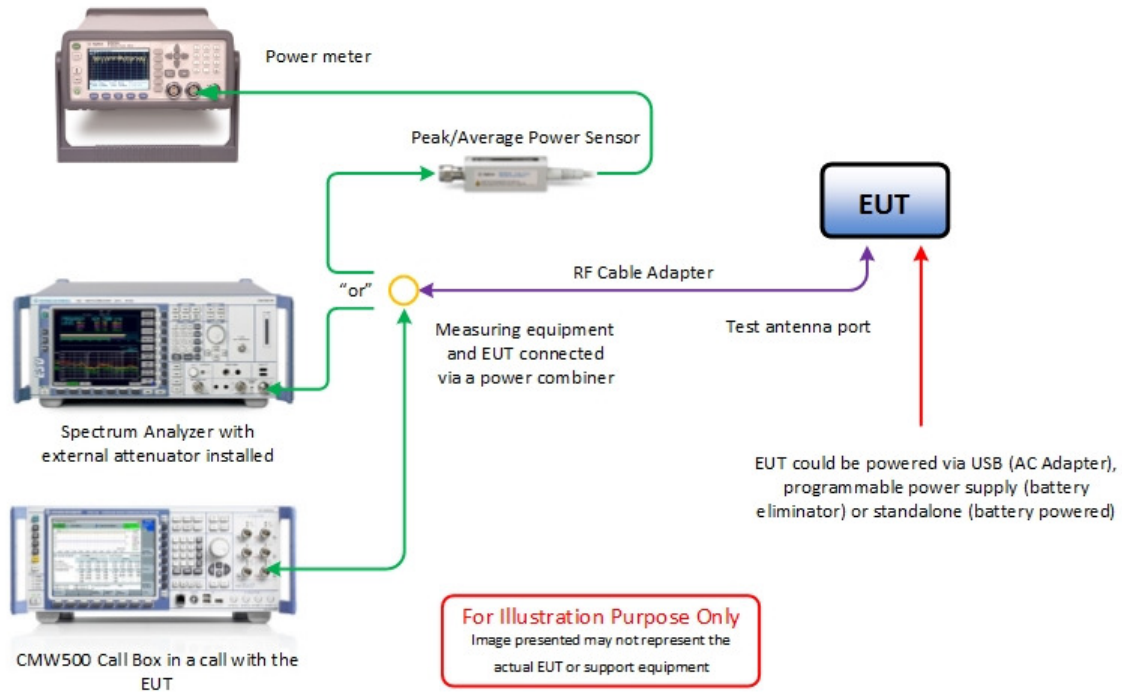 Power meter
Peak/Average Power Sensor
EUT
"or"
RF Cable Adapter
Measuring equipment
and EUT connected
via a power combiner
Test antenna port
Spectrum Analyzer with
external attenuator installed
EUT could be powered via USB (AC Adapter),
programmable power supply (battery
eliminator) or standalone (battery powered)
CMW500 Call Box in a call with the
EUT
For Illustration Purpose Only
Image presented may not represent the
actual EUT or support equipment